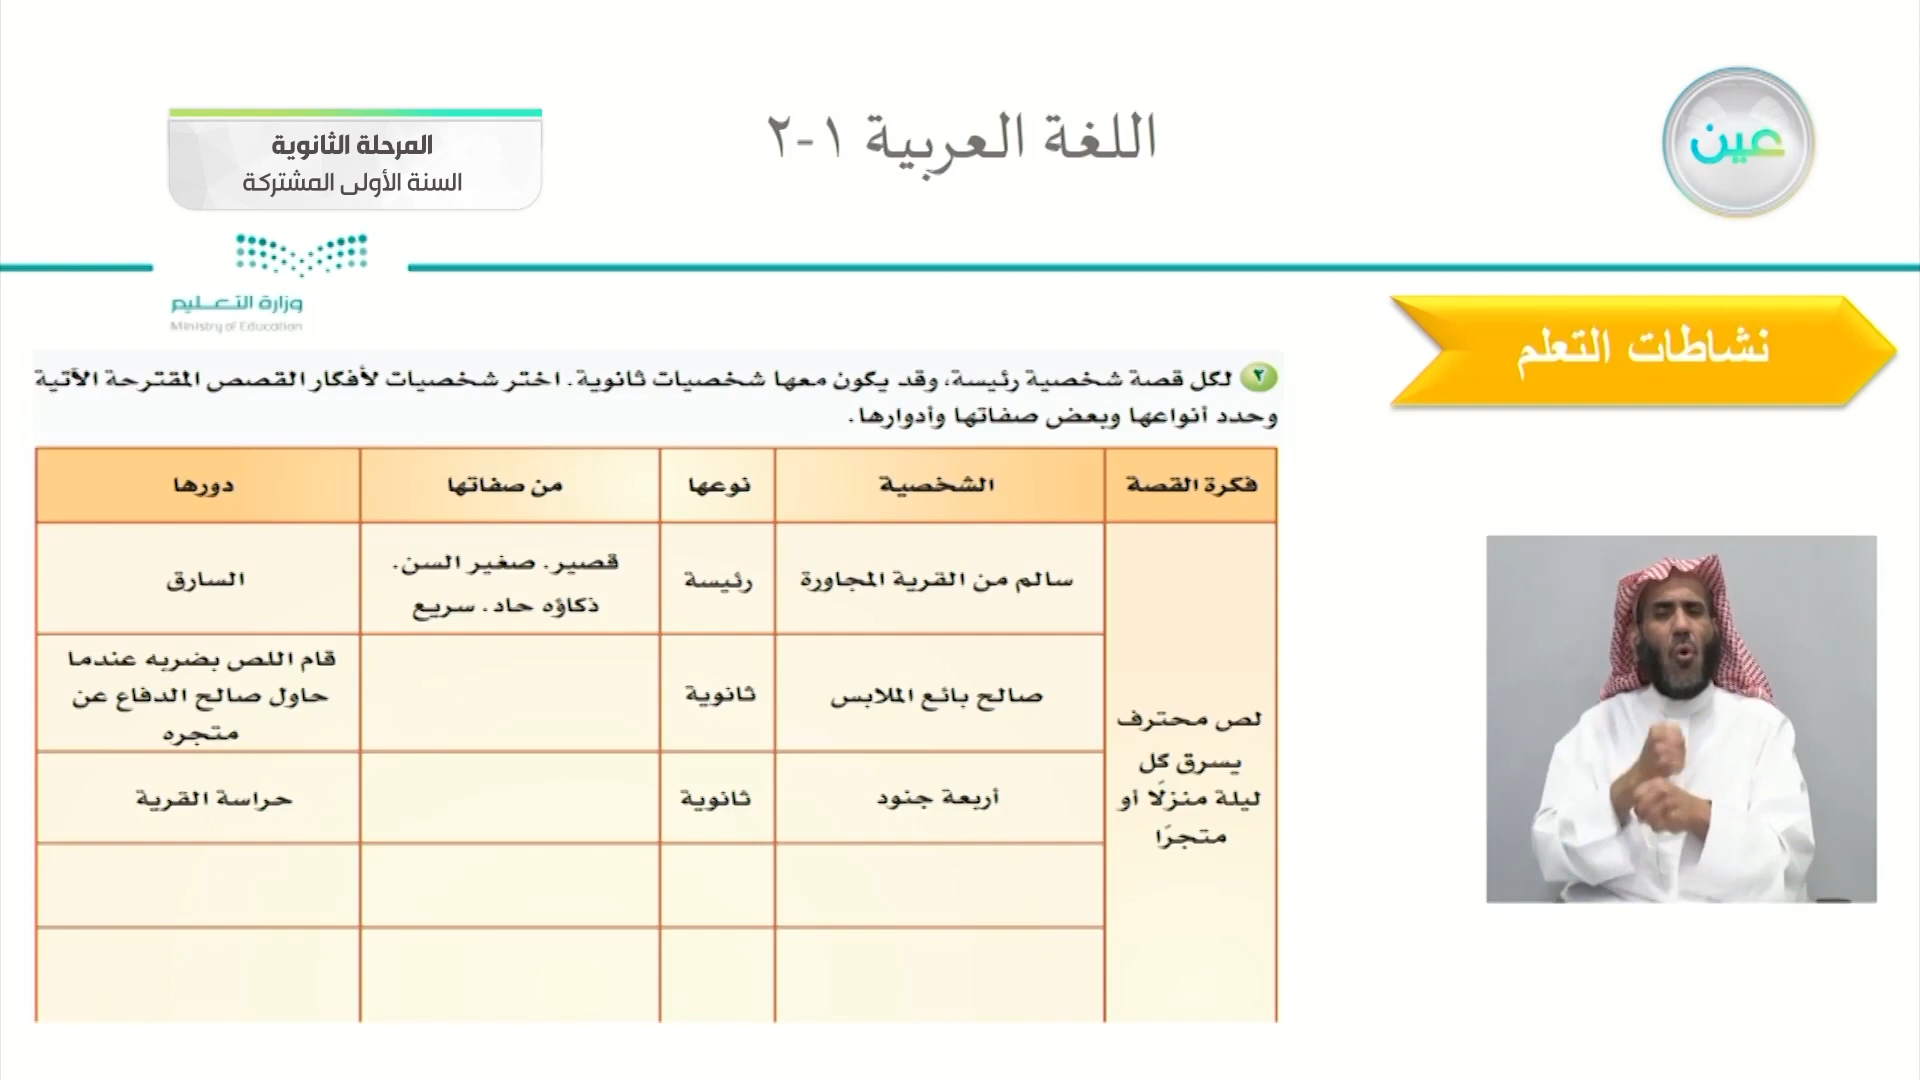 المرحلة الثانوية
السنة الأولى المشتركة
اللغة العربية ١-٢
عين
وزارة التعليم
Ministry of Education
نشاطات التعلم
٢ لكل قصة شخصية رئيسة، وقد يكون معها شخصيات ثانوية. اختر شخصيات لأفكار القصص المقترحة الآتية
وحدد أنواعها وبعض صفاتها وأدوارها.
فكرة القصة الشخصية نوعها من صفاتها دورها
لص محترف
يسرق كل
ليلة منزلًا أو
متجرًا
سالم من القرية المجاورة
رئيسة
قصير. صغير السن.
ذكاؤه حاد. سريع
السارق
صالح بائع الملابس
ثانوية
قام اللص بضربه عندما
حاول صالح الدفاع عن
متجره
أربعة جنود
ثانوية
حراسة القرية